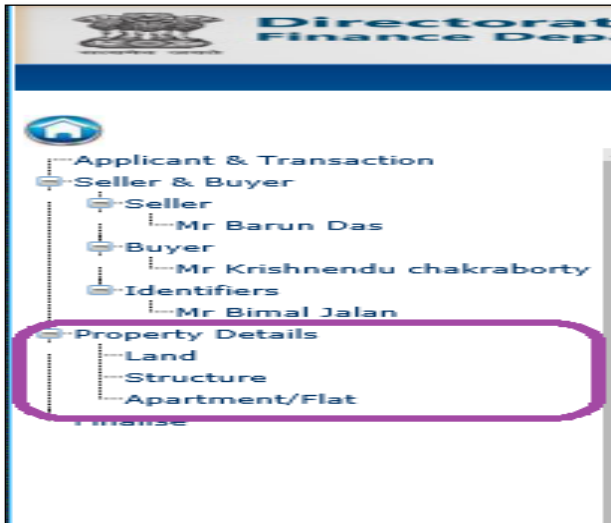 Directorat
Finance Dep
Applicant & Transaction
Seller & Buyer
Seller
Mr Barun Das
Buyer
Mr Krishnendu chakraborty
Identifiers
Mr Bimal Jalan
Property Details
Land
Structure
Apartment/Flat
Finalise